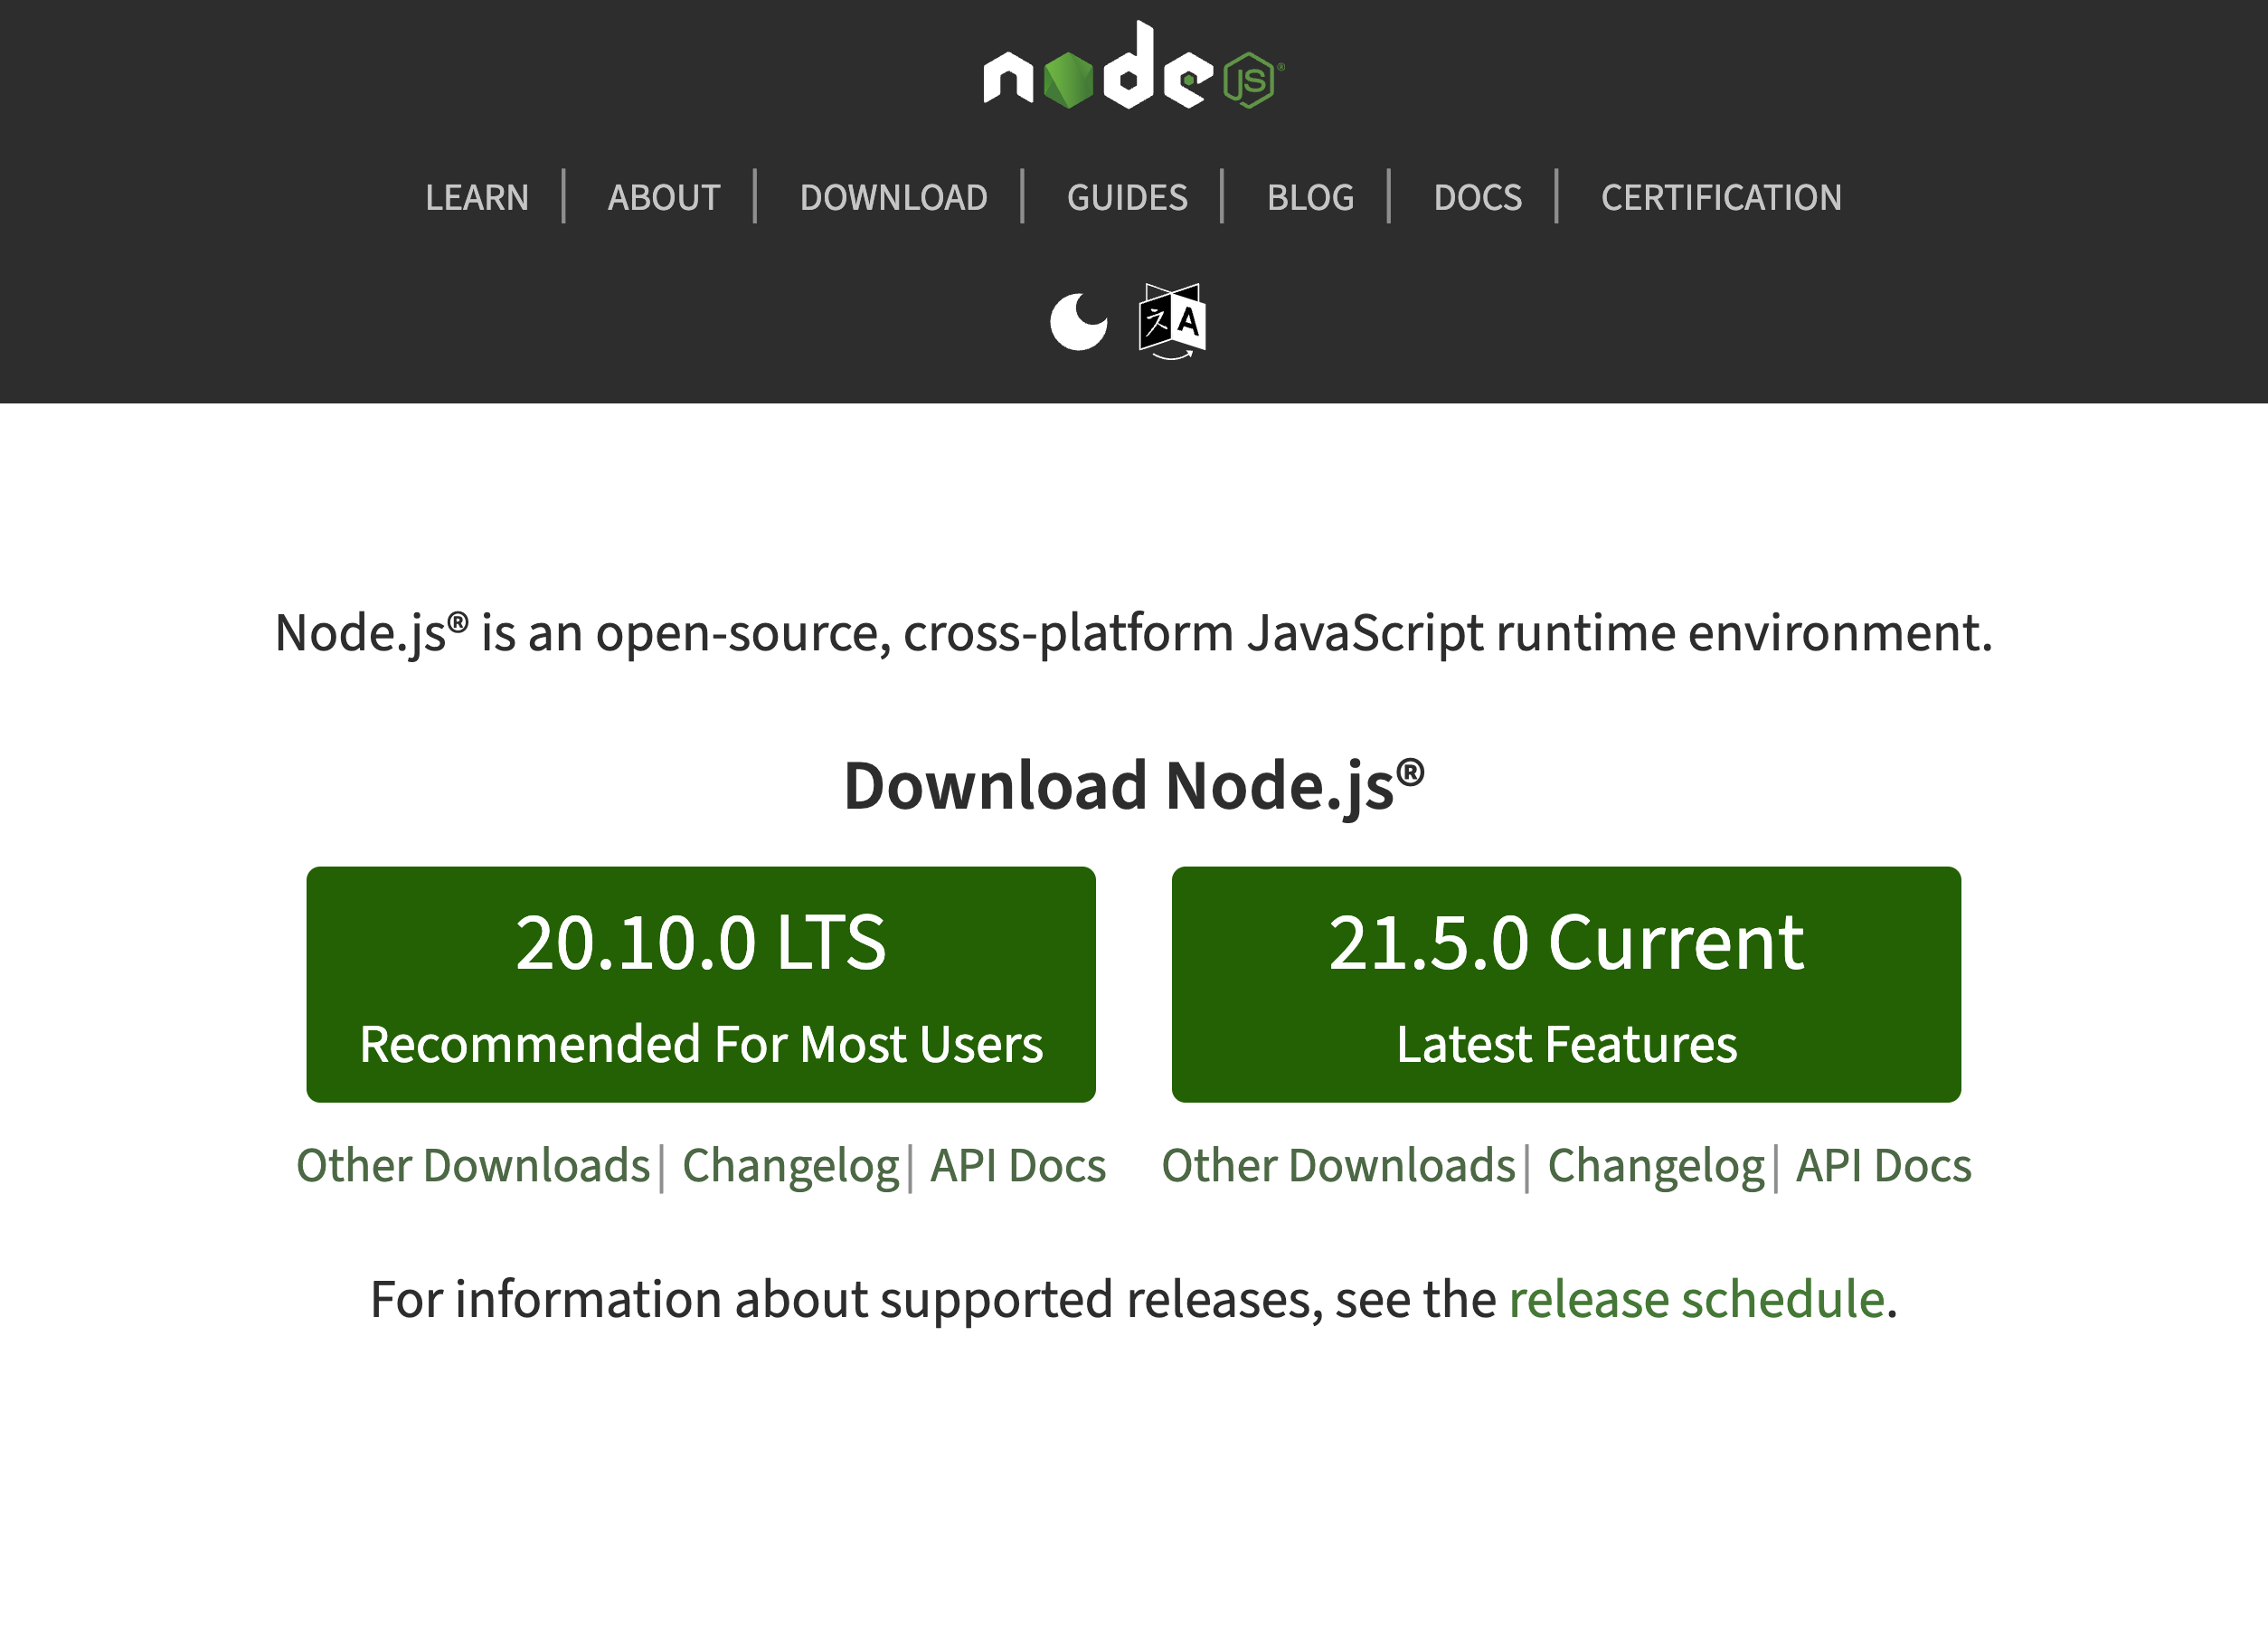 node JS ®
LEARN | ABOUT | DOWNLOAD | GUIDES | BLOG | DOCS | CERTIFICATION
文 A
Node.js® is an open-source, cross-platform JavaScript runtime environment.
Download Node.js®
20.10.0 LTS
Recommended For Most Users
21.5.0 Current
Latest Features
Other Downloads | Changelog | API Docs
Other Downloads | Changelog | API Docs
For information about supported releases, see the release schedule.